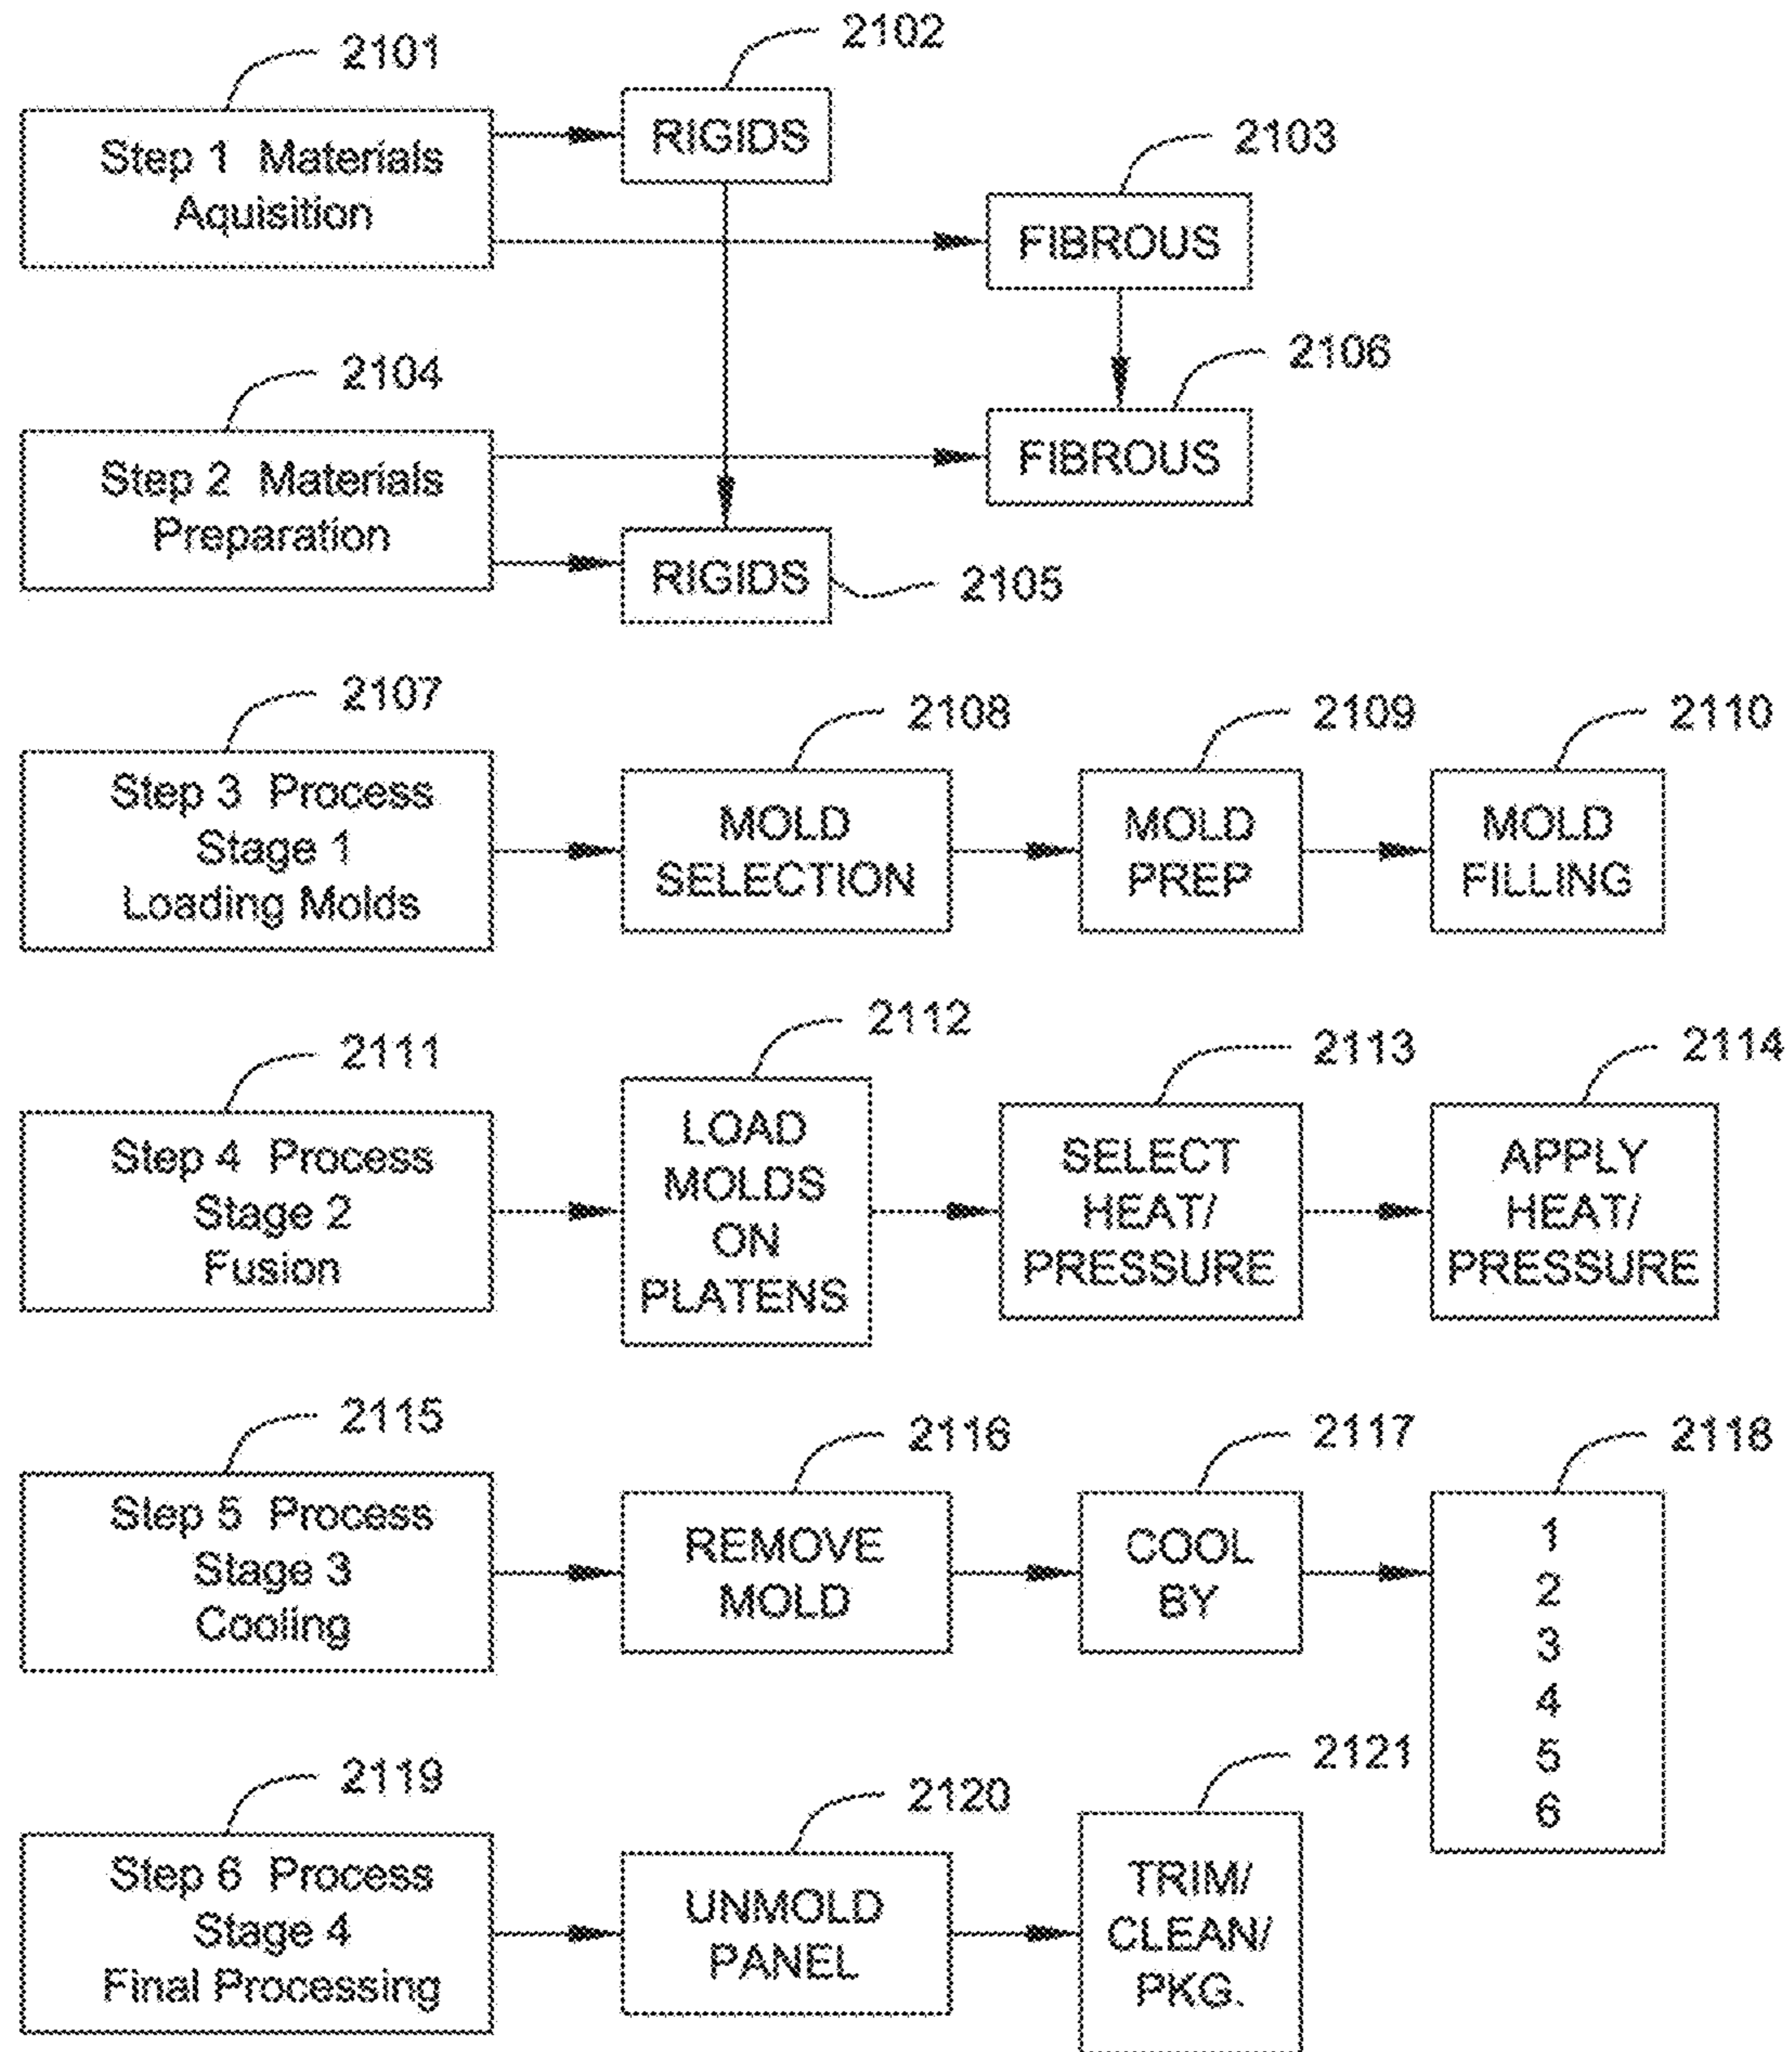 2101
2102
Step 1 Materials
Aquisition
RIGIDS
2103
FIBROUS
2104
2106
Step 2 Materials
Preparation
FIBROUS
RIGIDS
2105
2107
2108
2109
2110
Step 3 Process
Stage 1
Loading Molds
MOLD
SELECTION
MOLD
PREP
MOLD
FILLING
2111
2112
2113
2114
Step 4 Process
Stage 2
Fusion
LOAD
MOLDS
ON
PLATENS
SELECT
HEAT/
PRESSURE
APPLY
HEAT/
PRESSURE
2115
2116
2117
2118
Step 5 Process
Stage 3
Cooling
REMOVE
MOLD
COOL
BY
1
2
3
4
5
6
2119
2120
2121
Step 6 Process
Stage 4
Final Processing
UNMOLD
PANEL
TRIM/
CLEAN/
PKG.